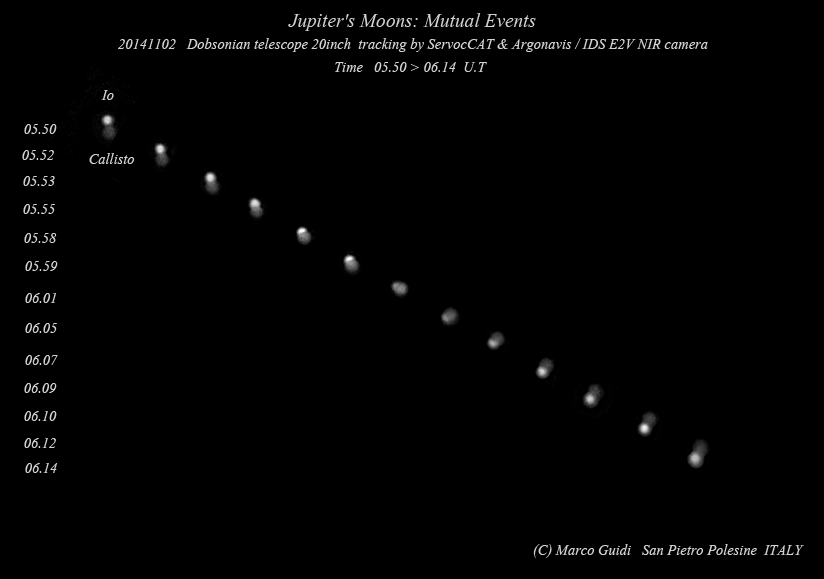 Jupiter's Moons: Mutual Events
20141102 Dobsonian telescope 20inch tracking by ServocCAT & Argonavis / IDS E2V NIR camera
Time 05.50 > 06.14 U.T
Io
05.50
Callisto
05.52
05.53
05.55
05.58
05.59
06.01
06.05
06.07
06.09
06.10
06.12
06.14
(C) Marco Guidi San Pietro Polesine ITALY